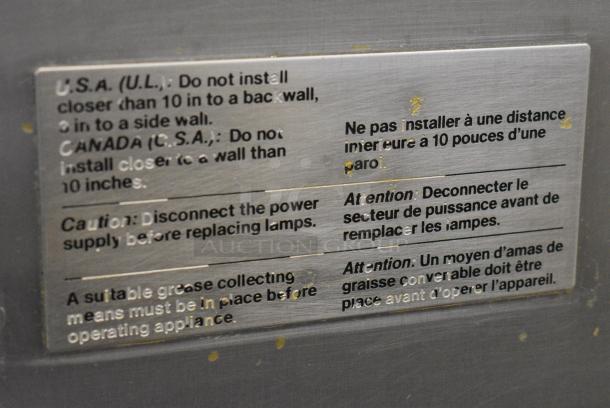 U.S.A. (U.L.): Do not install
closer than 10 in to a back wall,
in to a side wall.
CANADA (C.S.A.): Do not
install closer to a wall than
10 inches.
Caution: Disconnect the power
supply before replacing lamps.
A suitable grease collecting
means must be in place before
operating appliance.
Ne pas installer à une distance
inferieure a 10 pouces d'une
paroi.
Attention: Deconnecter le
secteur de puissance avant de
remplacer les lampes.
Attention: Un moyen d'amas de
graisse convenable doit être
place avant d'operer l'appareil.
AUCTION GROUP